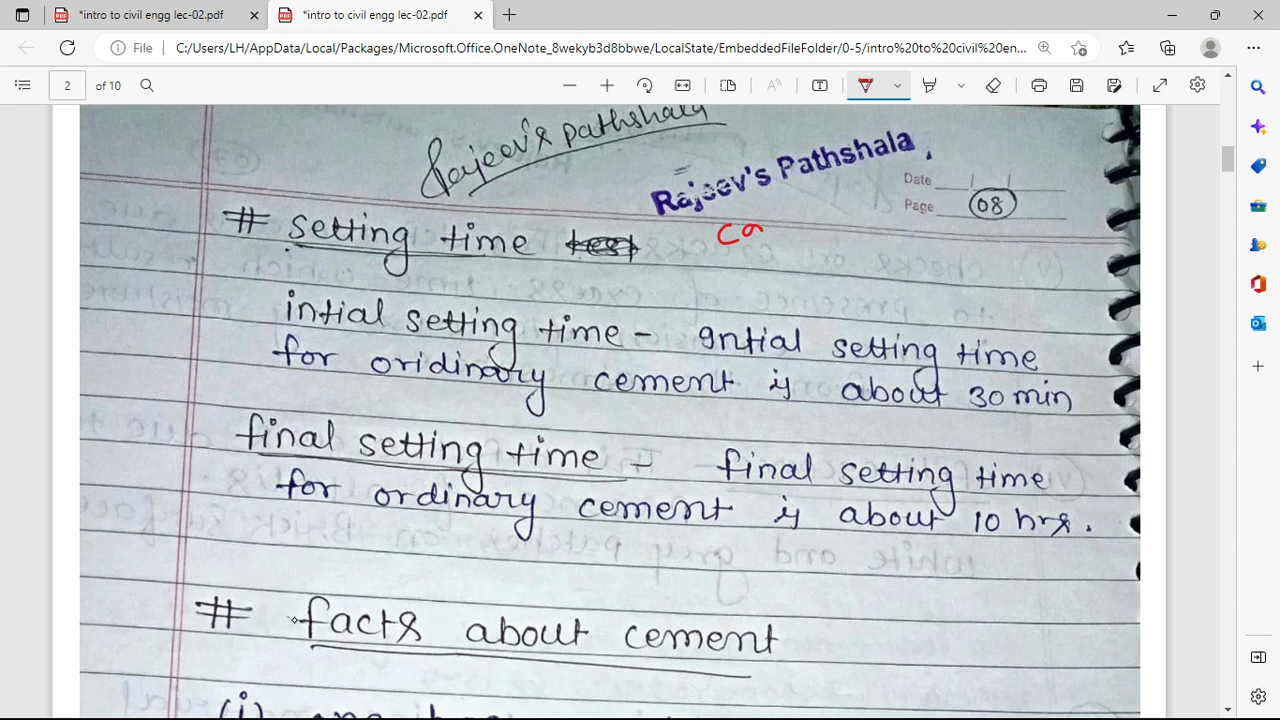 *intro to civil engg lec-02.pdf
*intro to civil engg lec-02.pdf
File
C:/Users/LH/AppData/Local/Packages/Microsoft.Office.OneNote_8wekyb3d8bbwe/LocalState/EmbeddedFileFolder/0-5/intro%20to%20civil%20en...
2 of 10
Rajeev's pathshala
Rajeev's Pathshala,
Date
Page 08
# setting time
ca
intial setting time - intial setting time
for oridinary cement is about 30 min
final setting time - final setting time
for ordinary cement is about 10 hrs.
# facts about cement
(i) one